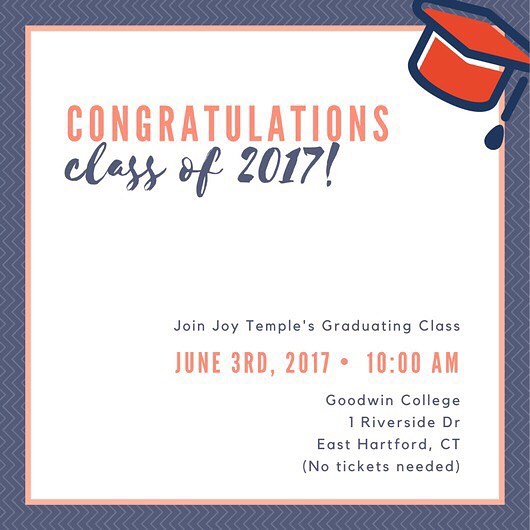 CONGRATULATIONS
class of 2017!
Join Joy Temple's Graduating Class
JUNE 3RD, 2017 • 10:00 AM
Goodwin College
1 Riverside Dr
East Hartford, CT
(No tickets needed)